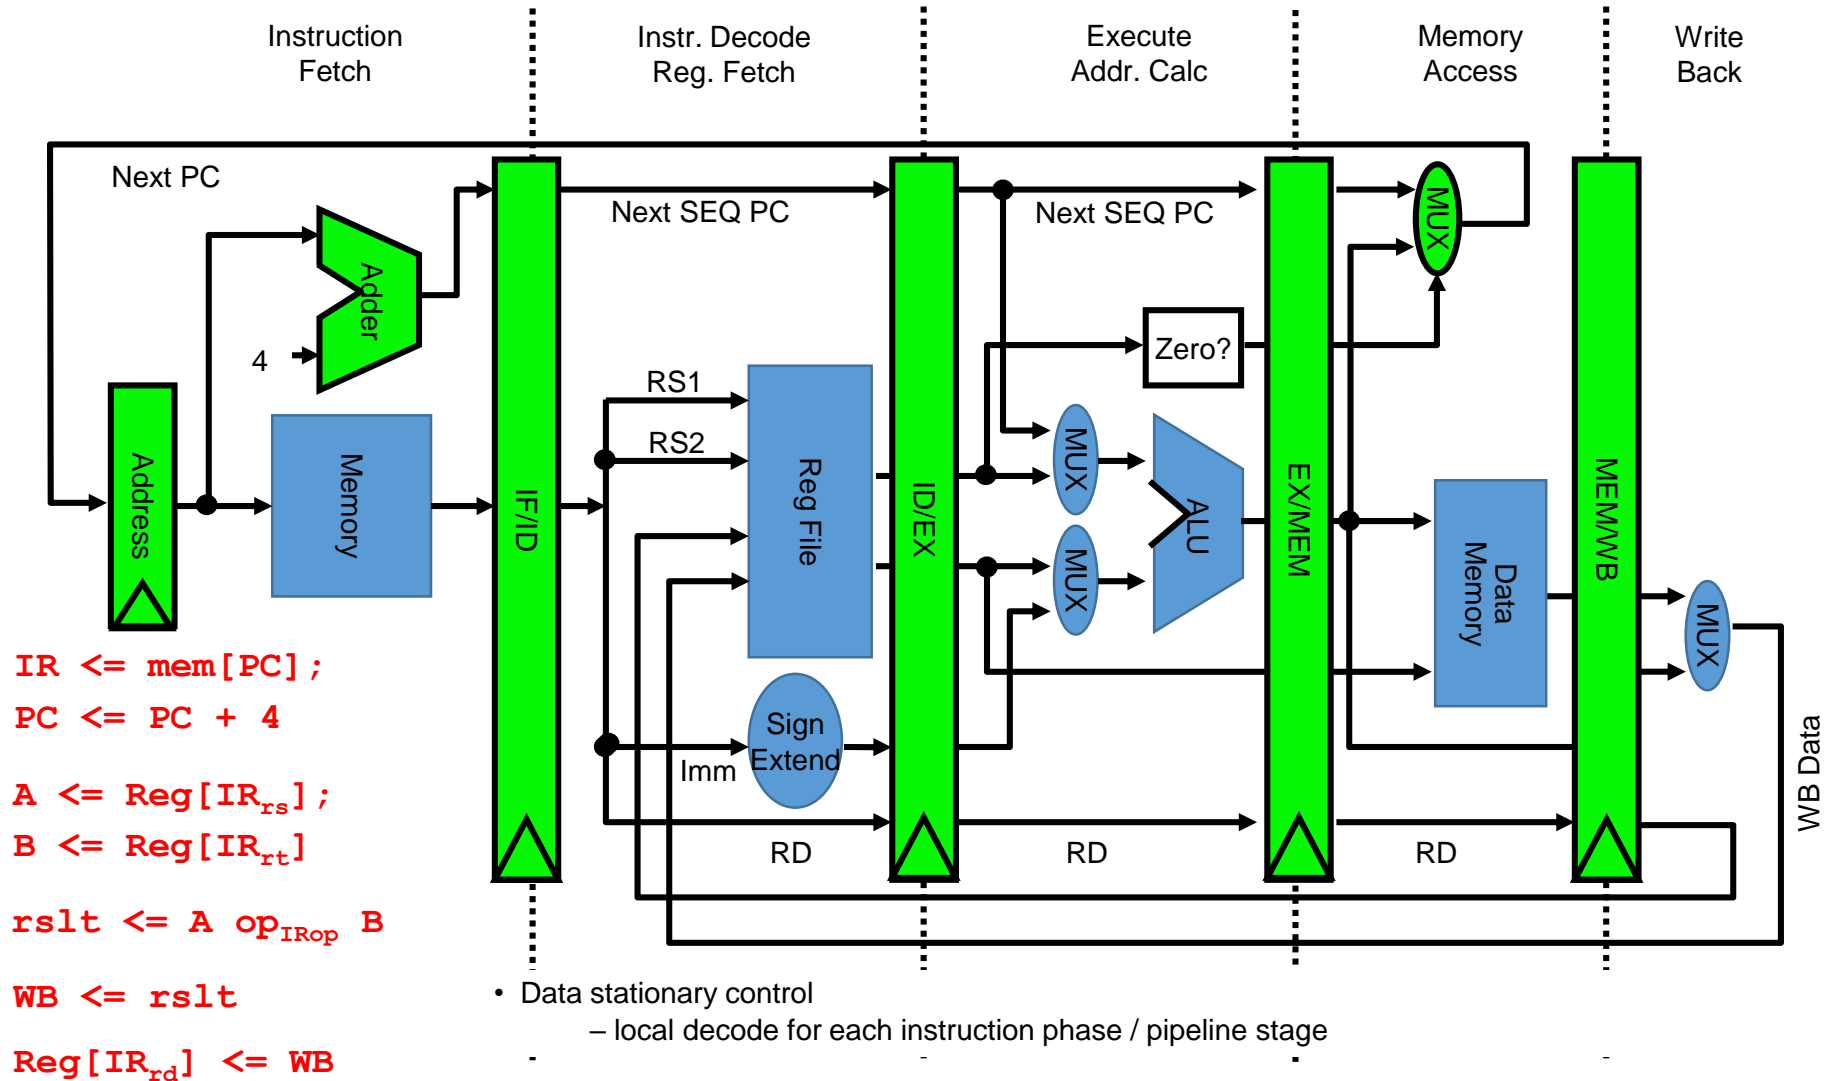 Instruction
Fetch
Instr. Decode
Reg. Fetch
Execute
Addr. Calc
Memory
Access
Write
Back
Next PC
Next SEQ PC
Next SEQ PC
MUX
Adder
4
Zero?
RS1
RS2
Address
Memory
IF/ID
Reg File
ID/EX
MUX
MUX
ALU
EX/MEM
Data
Memory
MEM/WB
MUX
Sign
Extend
Imm
RD
RD
RD
WB Data
IR <= mem[PC];
PC <= PC + 4
A <= Reg[IRrs];
B <= Reg[IRrt]
rslt <= A opIRop B
WB <= rslt
Reg[IRrd] <= WB
• Data stationary control
– local decode for each instruction phase / pipeline stage